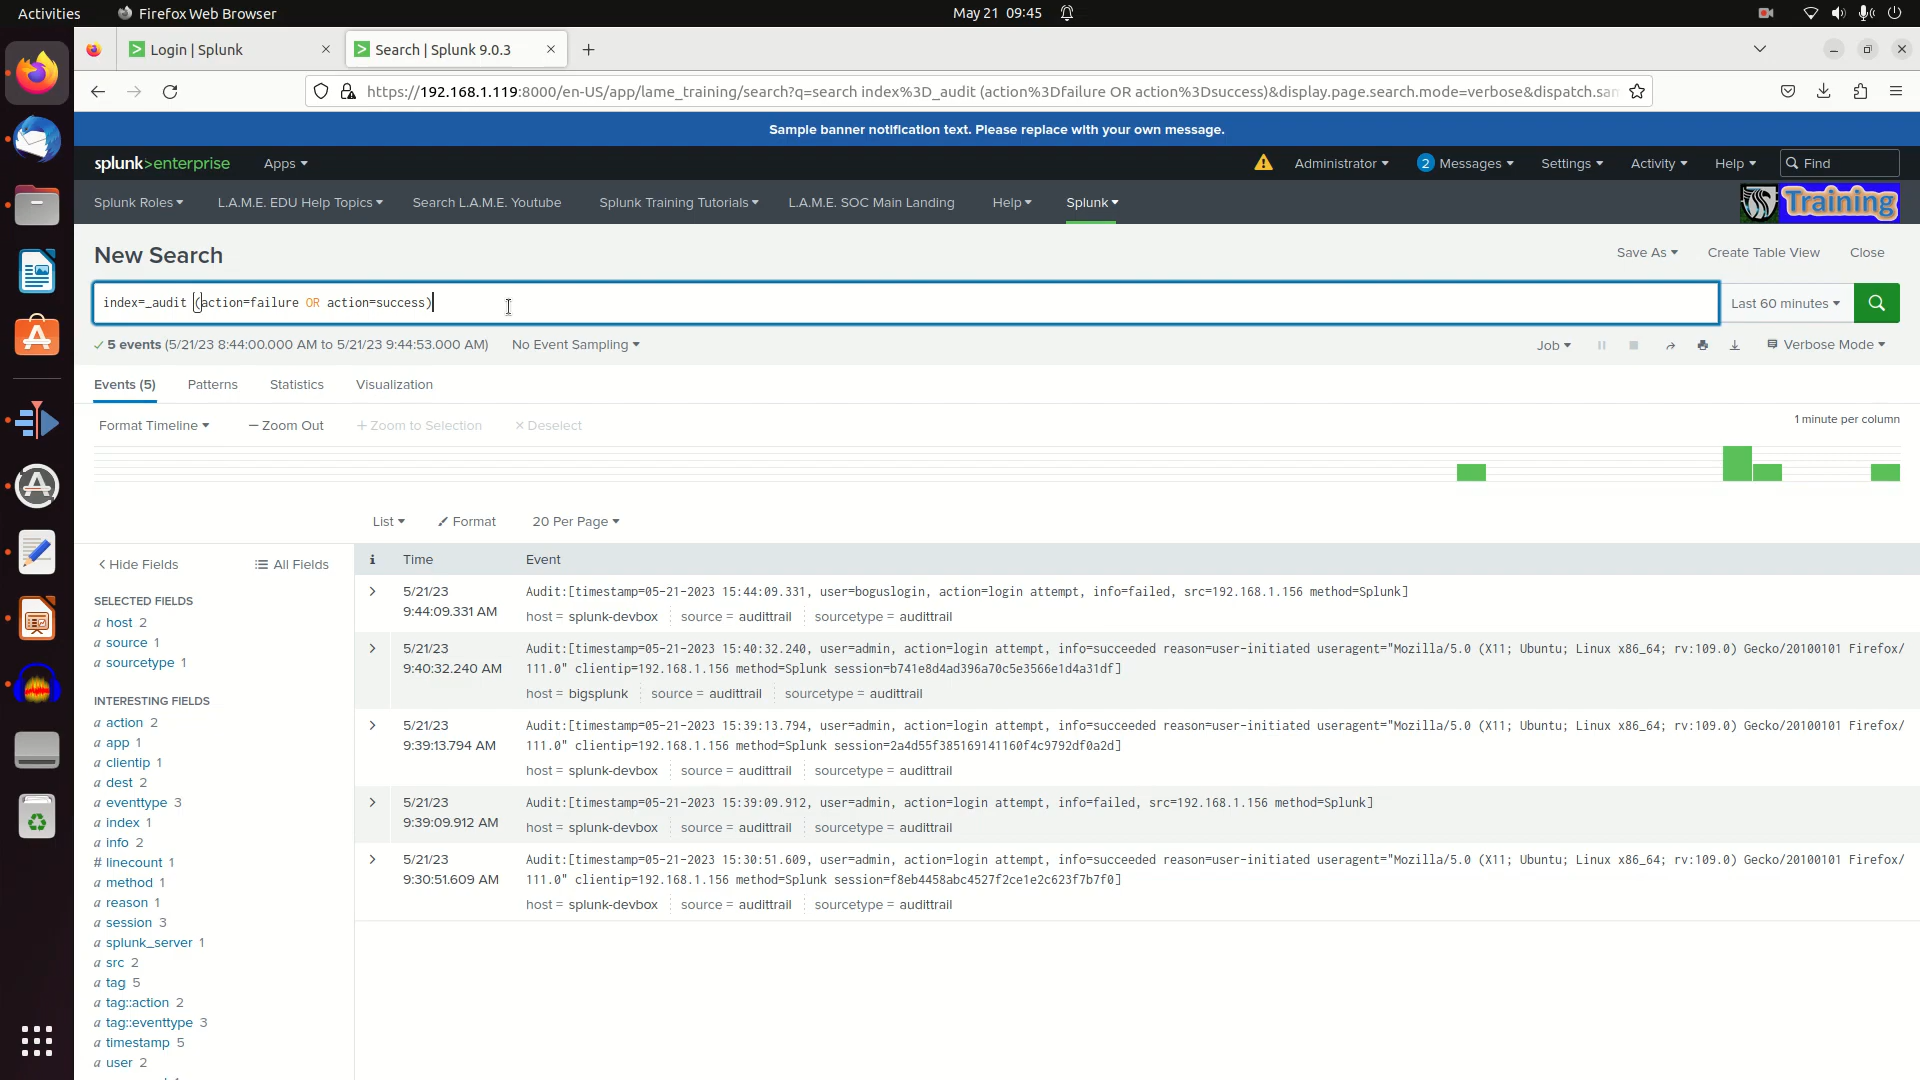 Activities
Firefox Web Browser
May 21 09:45
Login | Splunk
Search | Splunk 9.0.3
https://192.168.1.119:8000/en-US/app/lame_training/search?q=search index%3D_audit (action%3Dfailure OR action%3Dsuccess)&display.page.search.mode=verbose&dispatch.sam
Sample banner notification text. Please replace with your own message.
splunk>enterprise
Apps
Administrator
2 Messages
Settings
Activity
Help
Find
Splunk Roles
L.A.M.E. EDU Help Topics
Search L.A.M.E. Youtube
Splunk Training Tutorials
L.A.M.E. SOC Main Landing
Help
Splunk
Training
New Search
Save As
Create Table View
Close
index=_audit (action=failure OR action=success)
Last 60 minutes
5 events (5/21/23 8:44:00.000 AM to 5/21/23 9:44:53.000 AM)
No Event Sampling
Job
Verbose Mode
Events (5)
Patterns
Statistics
Visualization
Format Timeline
— Zoom Out
+ Zoom to Selection
× Deselect
1 minute per column
List
Format
20 Per Page
< Hide Fields
All Fields
i
Time
Event
SELECTED FIELDS
a host 2
a source 1
a sourcetype 1
INTERESTING FIELDS
a action 2
a app 1
a clientip 1
a dest 2
a eventtype 3
a index 1
a info 2
# linecount 1
a method 1
a reason 1
a session 3
a splunk_server 1
a src 2
a tag 5
a tag::action 2
a tag::eventtype 3
a timestamp 5
a user 2
5/21/23
9:44:09.331 AM
Audit:[timestamp=05-21-2023 15:44:09.331, user=boguslogin, action=login attempt, info=failed, src=192.168.1.156 method=Splunk]
host = splunk-devbox source = audittrail sourcetype = audittrail
5/21/23
9:40:32.240 AM
Audit:[timestamp=05-21-2023 15:40:32.240, user=admin, action=login attempt, info=succeeded reason=user-initiated useragent="Mozilla/5.0 (X11; Ubuntu; Linux x86_64; rv:109.0) Gecko/20100101 Firefox/
111.0" clientip=192.168.1.156 method=Splunk session=b741e8d4ad396a70c5e3566e1d4a31df]
host = bigsplunk source = audittrail sourcetype = audittrail
5/21/23
9:39:13.794 AM
Audit:[timestamp=05-21-2023 15:39:13.794, user=admin, action=login attempt, info=succeeded reason=user-initiated useragent="Mozilla/5.0 (X11; Ubuntu; Linux x86_64; rv:109.0) Gecko/20100101 Firefox/
111.0" clientip=192.168.1.156 method=Splunk session=2a4d55f385169141160f4c9792df0a2d]
host = splunk-devbox source = audittrail sourcetype = audittrail
5/21/23
9:39:09.912 AM
Audit:[timestamp=05-21-2023 15:39:09.912, user=admin, action=login attempt, info=failed, src=192.168.1.156 method=Splunk]
host = splunk-devbox source = audittrail sourcetype = audittrail
5/21/23
9:30:51.609 AM
Audit:[timestamp=05-21-2023 15:30:51.609, user=admin, action=login attempt, info=succeeded reason=user-initiated useragent="Mozilla/5.0 (X11; Ubuntu; Linux x86_64; rv:109.0) Gecko/20100101 Firefox/
111.0" clientip=192.168.1.156 method=Splunk session=f8eb4458abc4527f2ce1e2c623f7b7f0]
host = splunk-devbox source = audittrail sourcetype = audittrail